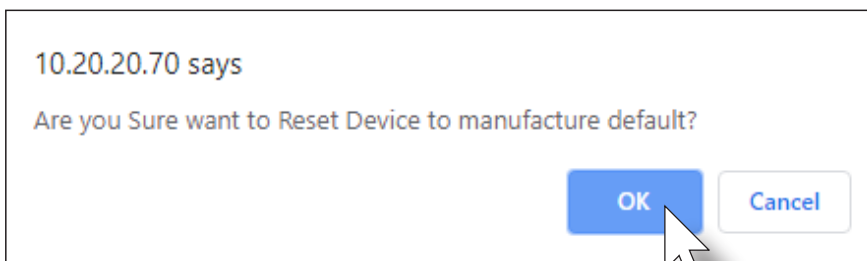 10.20.20.70 says
Are you Sure want to Reset Device to manufacture default?
OK Cancel